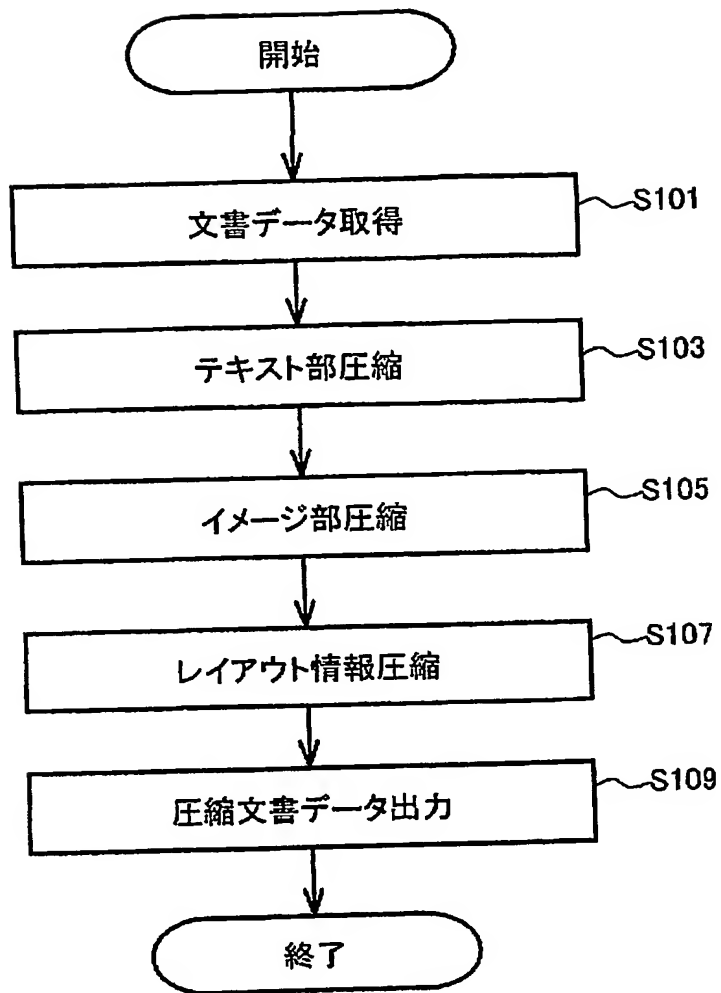 開始
文書データ取得
S101
テキスト部圧縮
S103
イメージ部圧縮
S105
レイアウト情報圧縮
S107
圧縮文書データ出力
S109
終了